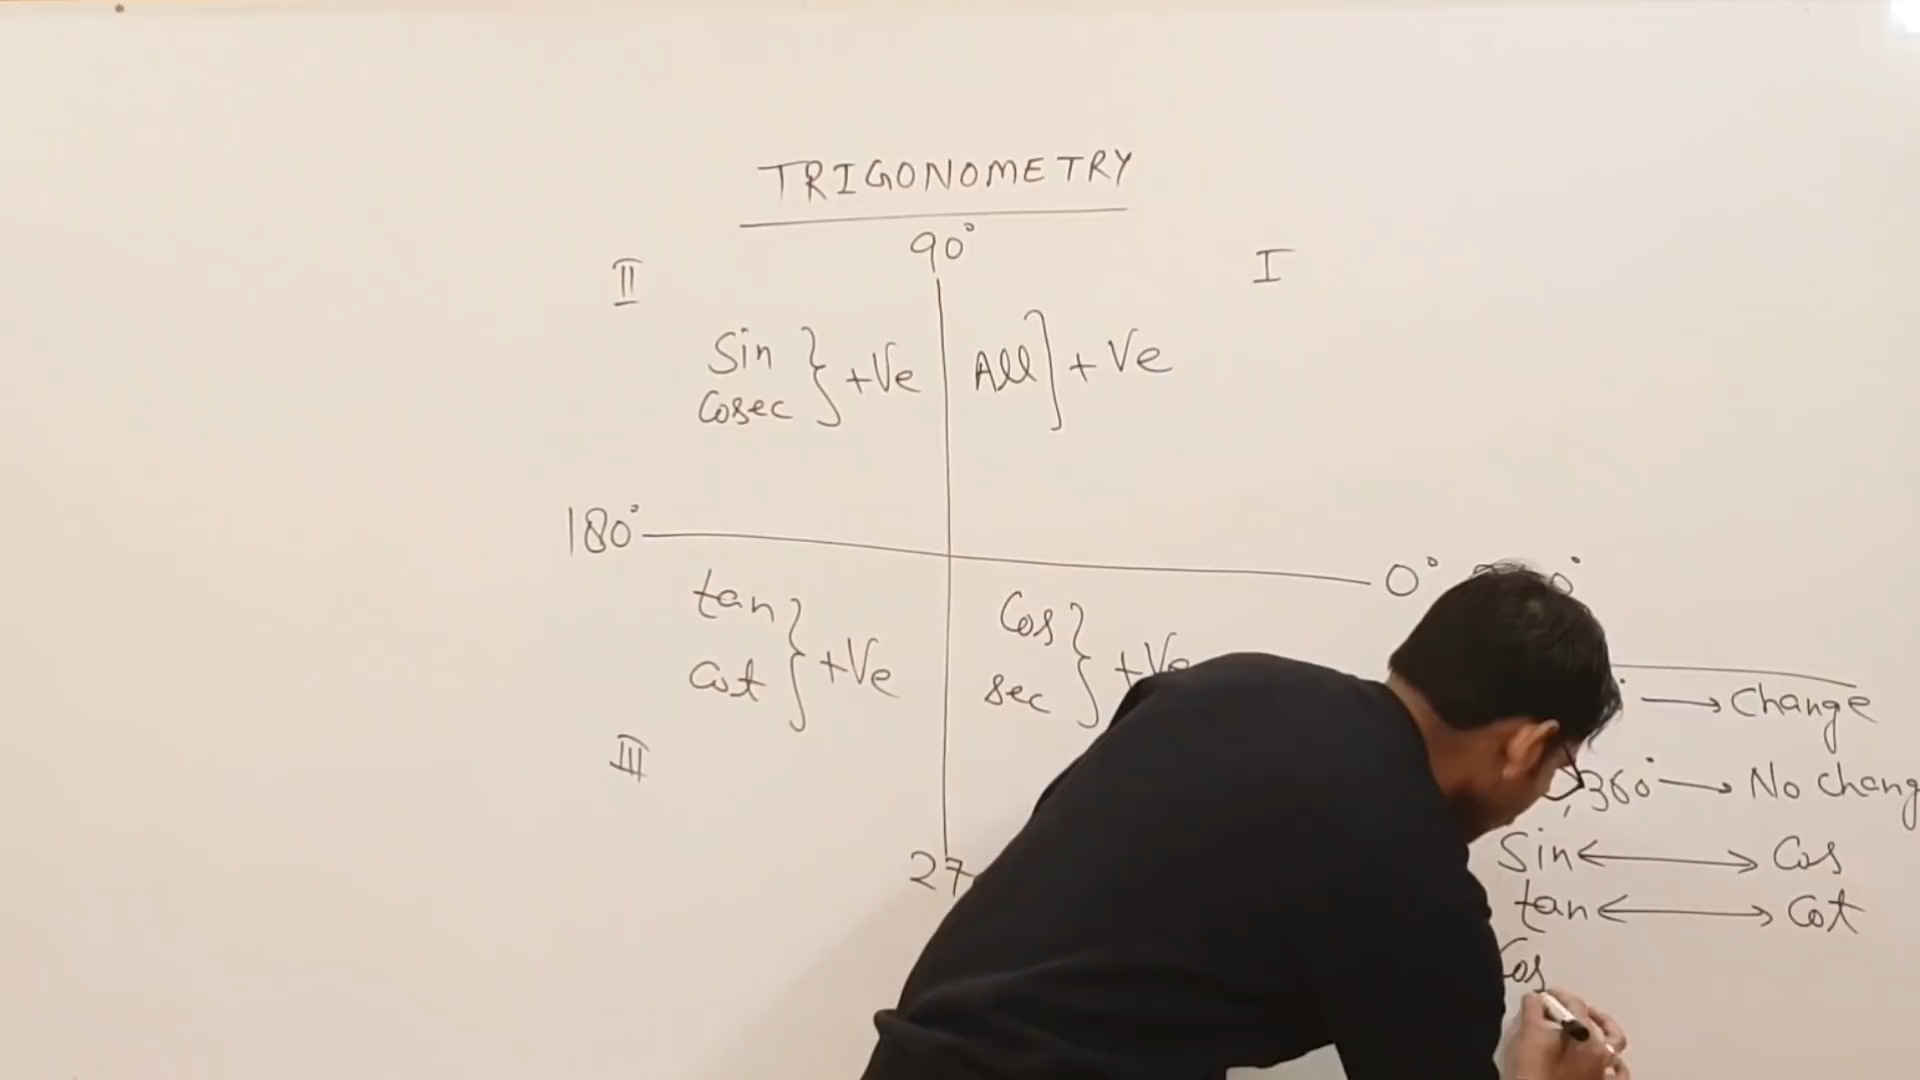 TRIGONOMETRY
90°
II
I
Sin
Cosec } +Ve
All ] + Ve
180°
0°
tan
Cot } +Ve
Cos
sec } +Ve
III
27
→ Change
, 360° → No chang
Sin ↔ Cos
tan ↔ Cot
Cos